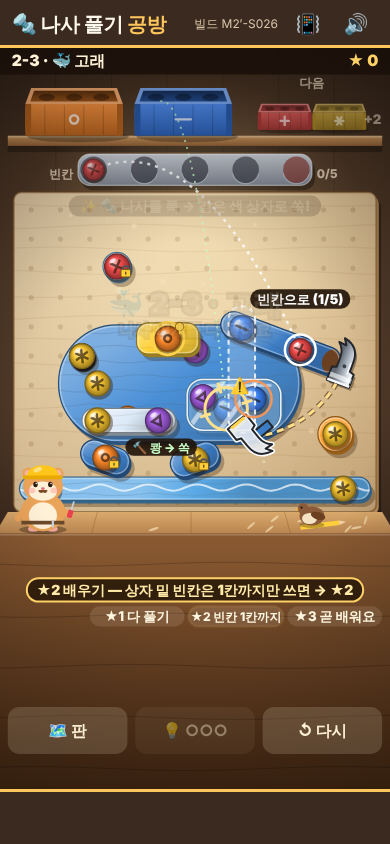 나사 풀기 공방
빌드 M2′-S026
2-3 · 고래
★ 0
다음
+2
빈칸
0/5
2-3
빈칸으로 (1/5)
쾅 → 쏙
★2 배우기 — 상자 밑 빈칸은 1칸까지만 쓰면 → ★2
★1 다 풀기
★2 빈칸 1칸까지
★3 곧 배워요
판
다시